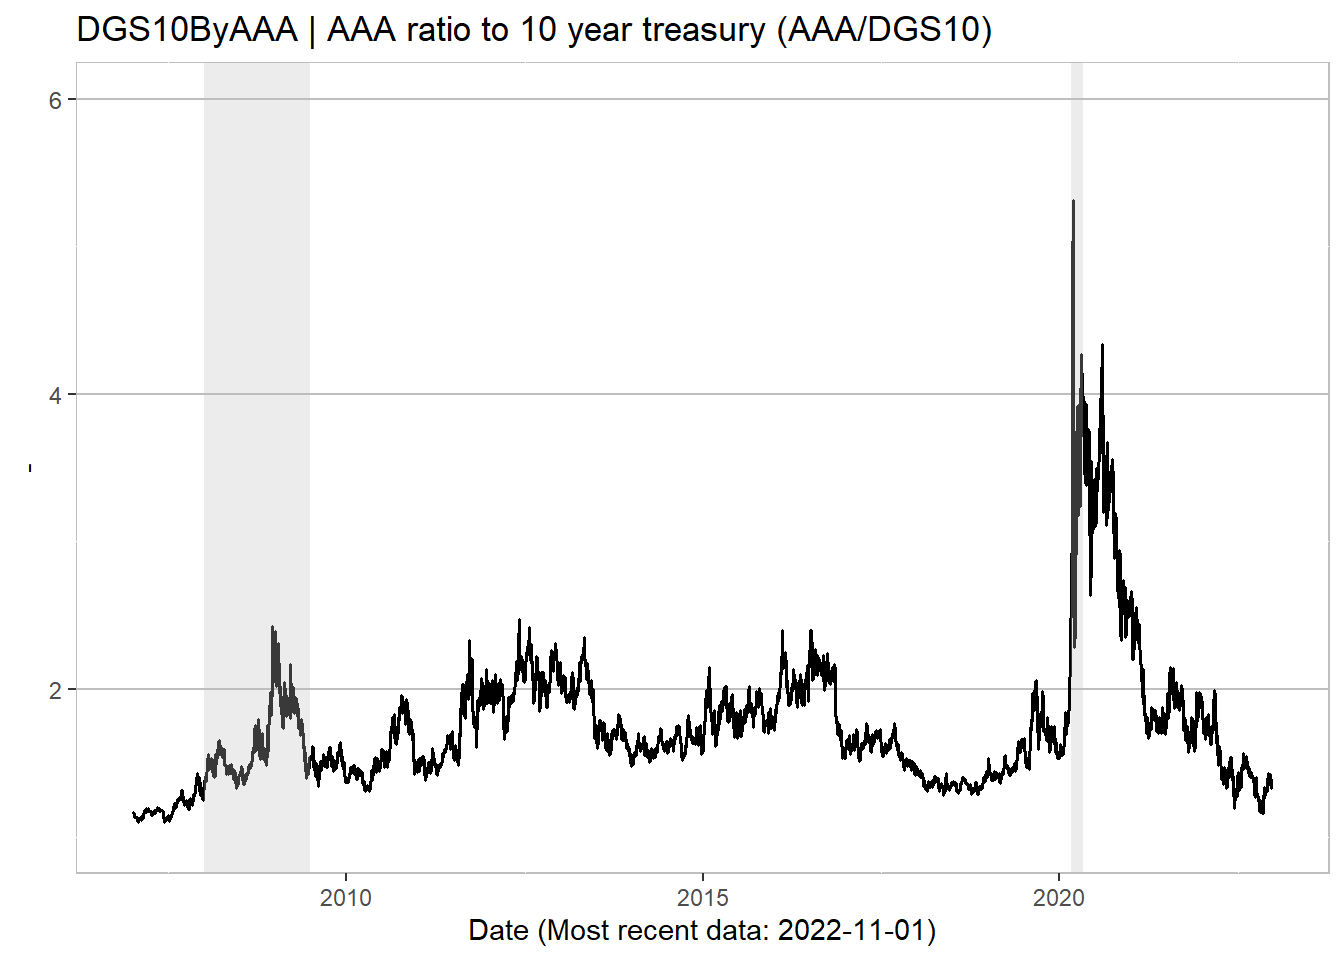 DGS10ByAAA | AAA ratio to 10 year treasury (AAA/DGS10)
6
4
2
-
2010 2015 2020
Date (Most recent data: 2022-11-01)